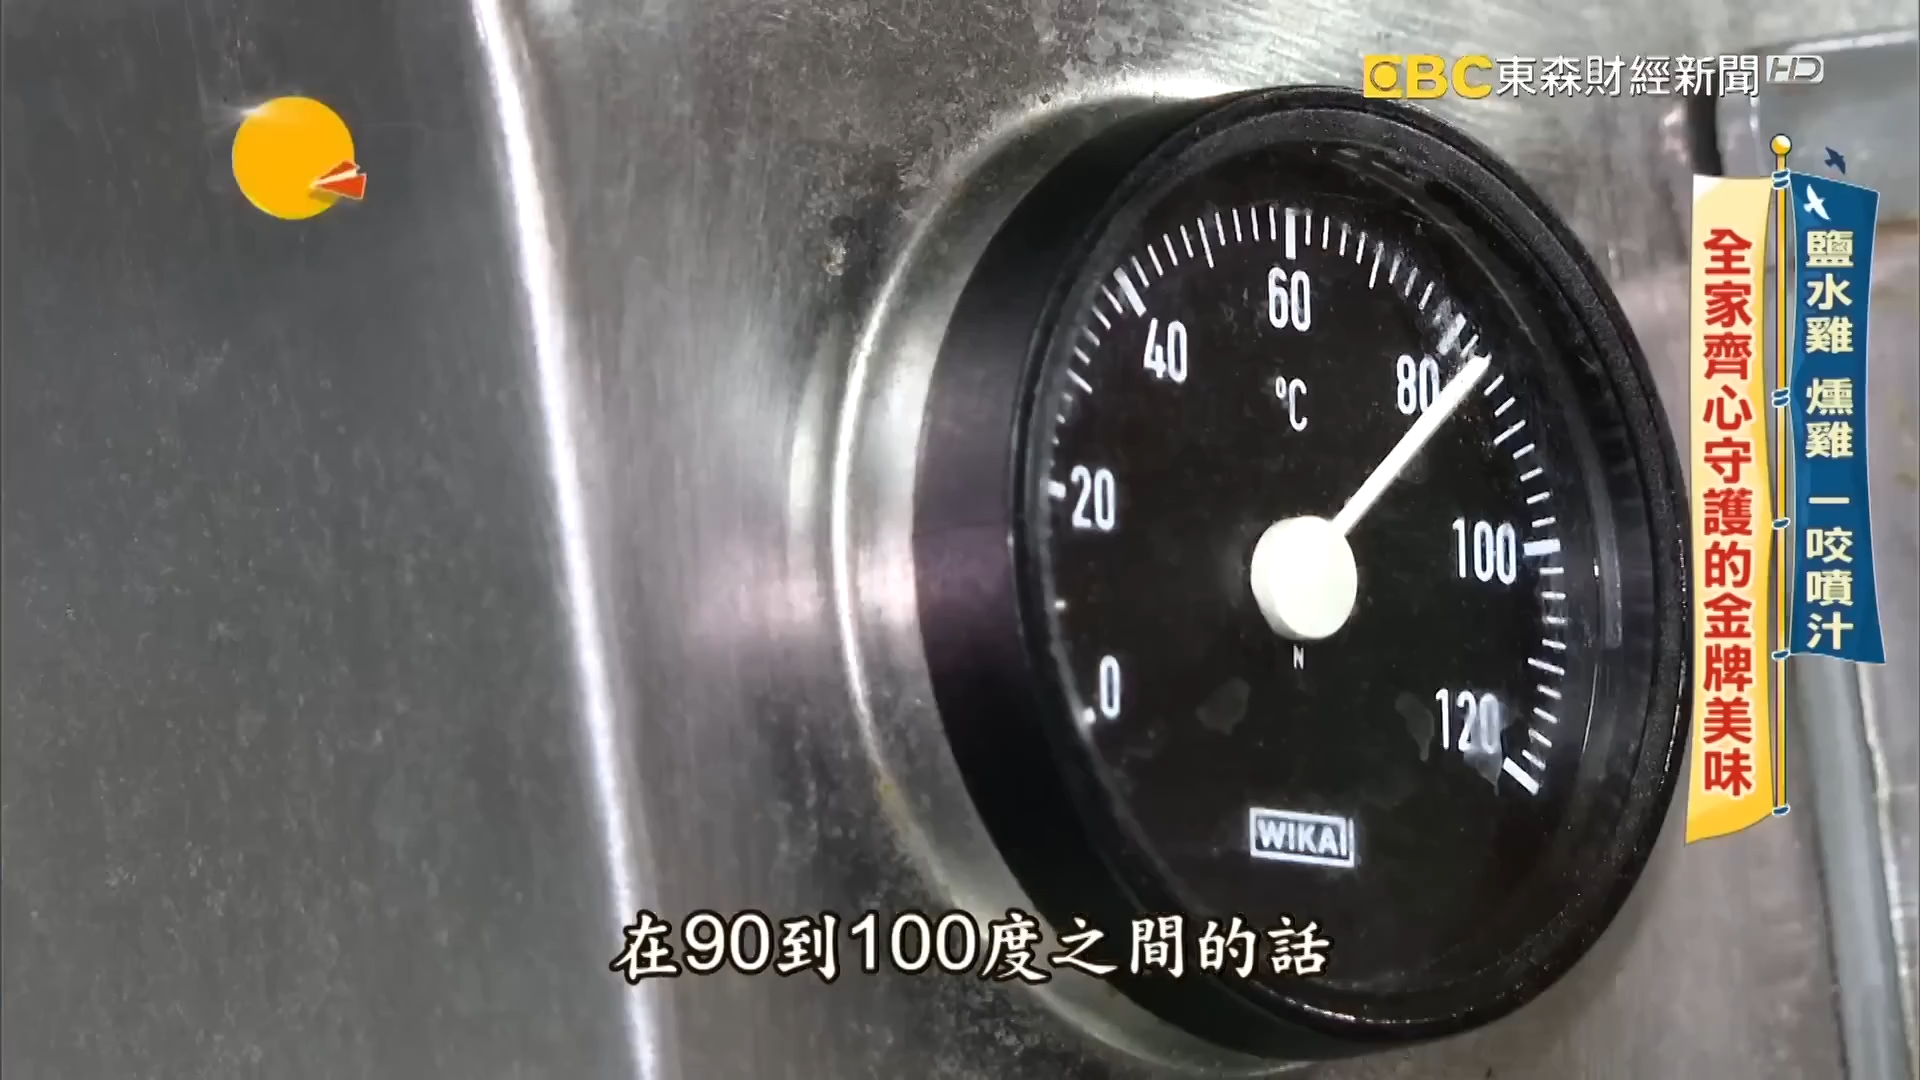 EBC東森財經新聞HD
鹽水雞 燻雞 一咬噴汁
全家齊心守護的金牌美味
0
20
40
60
80
100
120
°C
N
WIKA
在90到100度之間的話